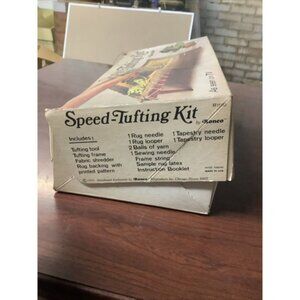 Speed Tufting Kit
by Ronco
Includes:
Tufting tool
Tufting frame
Fabric shredder
Rug backing with
printed pattern
1 Rug needle
1 Rug looper
2 Balls of yarn
1 Sewing needle
Frame string
Sample rug latex
Instruction Booklet
1 Tapestry needle
1 Tapestry looper